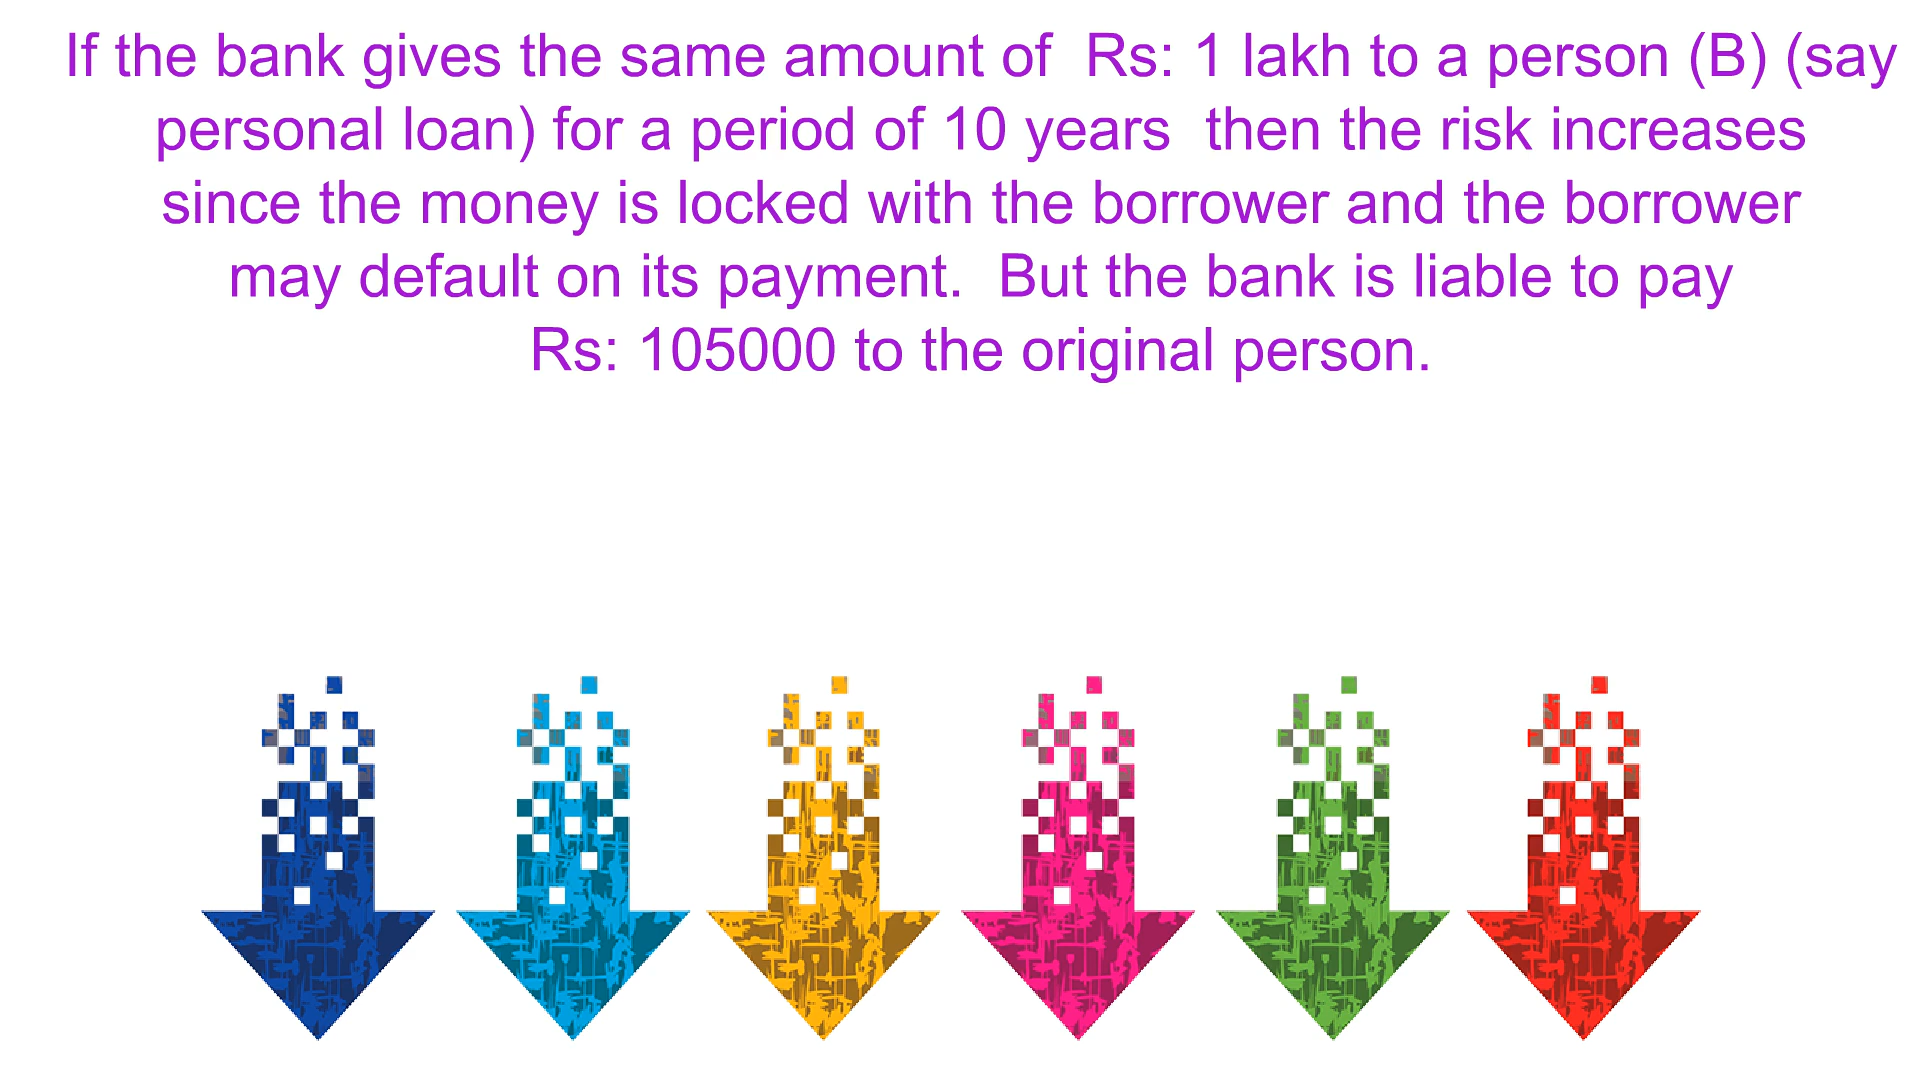 If the bank gives the same amount of  Rs: 1 lakh to a person (B) (say
personal loan) for a period of 10 years  then the risk increases
since the money is locked with the borrower and the borrower
may default on its payment.  But the bank is liable to pay
Rs: 105000 to the original person.